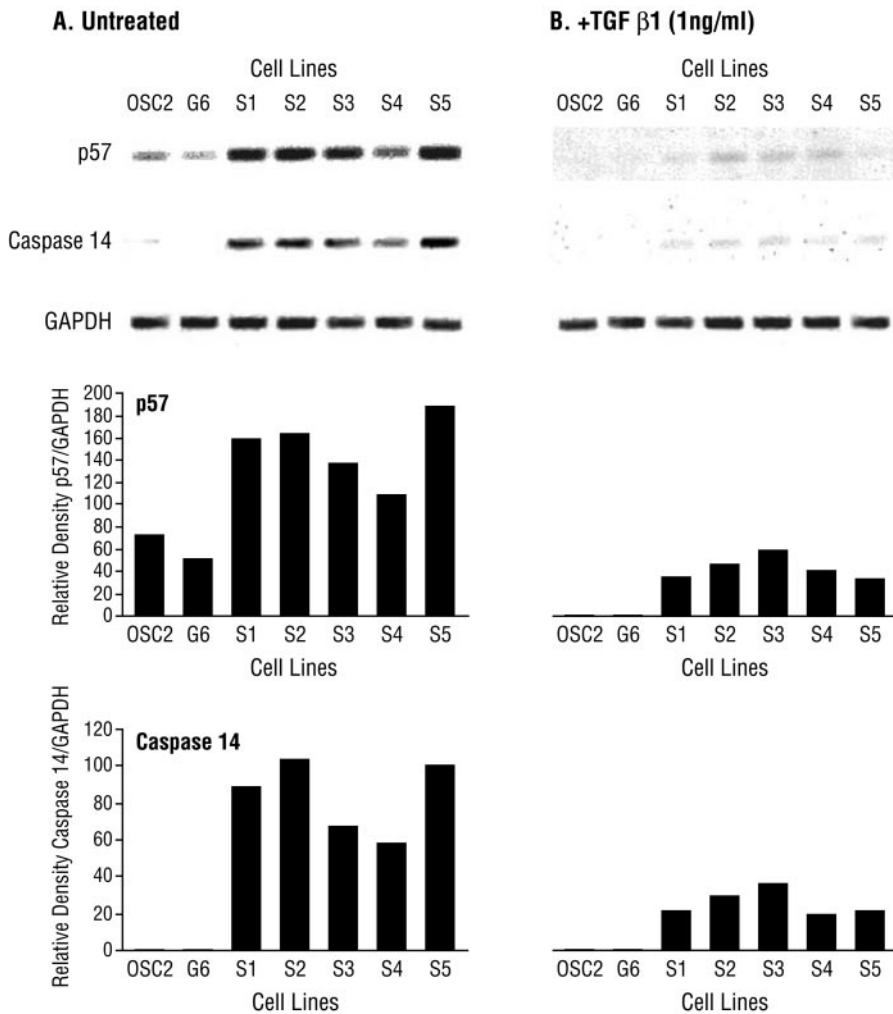 A. Untreated
Cell Lines
OSC2 G6 S1 S2 S3 S4 S5
p57
Caspase 14
GAPDH
B. +TGF β1 (1ng/ml)
Cell Lines
OSC2 G6 S1 S2 S3 S4 S5
Relative Density p57/GAPDH
200
180
160
140
120
100
80
60
40
20
0
p57
OSC2 G6 S1 S2 S3 S4 S5
Cell Lines
OSC2 G6 S1 S2 S3 S4 S5
Cell Lines
Relative Density Caspase 14/GAPDH
120
100
80
60
40
20
0
Caspase 14
OSC2 G6 S1 S2 S3 S4 S5
Cell Lines
OSC2 G6 S1 S2 S3 S4 S5
Cell Lines